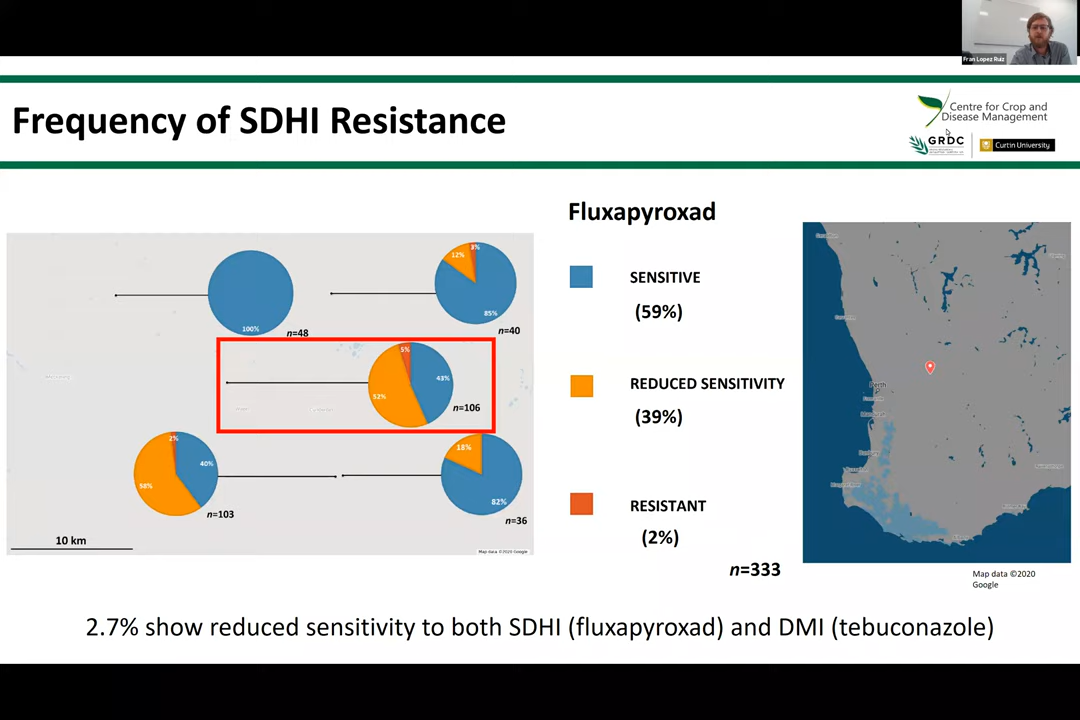 Fran Lopez Ruiz
Frequency of SDHI Resistance
Centre for Crop and
Disease Management
GRDC
Curtin University
Fluxapyroxad
100%
n=48
3%
12%
85%
n=40
SENSITIVE
(59%)
5%
43%
52%
n=106
REDUCED SENSITIVITY
(39%)
Perth
2%
40%
58%
n=103
18%
82%
n=36
RESISTANT
(2%)
10 km
Map data ©2020 Google
n=333
Map data ©2020
Google
2.7% show reduced sensitivity to both SDHI (fluxapyroxad) and DMI (tebuconazole)